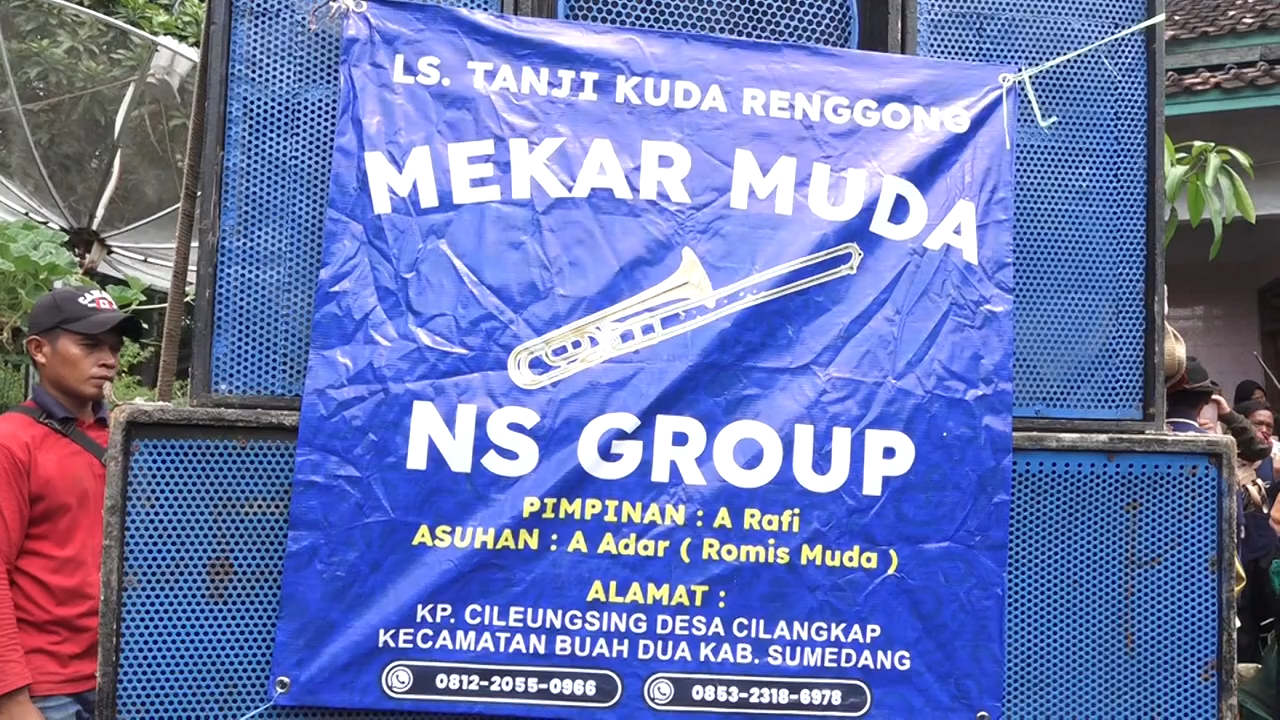 LS. TANJI KUDA RENGGONG
MEKAR MUDA
NS GROUP
PIMPINAN : A Rafi
ASUHAN : A Adar ( Romis Muda )
ALAMAT :
KP. CILEUNGSING DESA CILANGKAP
KECAMATAN BUAH DUA KAB. SUMEDANG
0812-2055-0966
0853-2318-6978